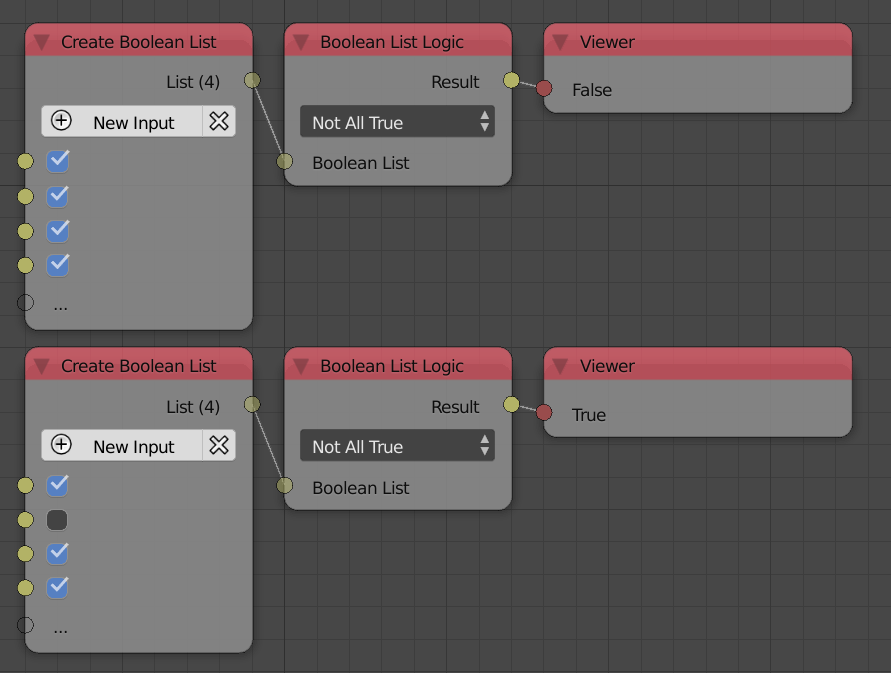 Create Boolean List
List (4)
New Input
...
Boolean List Logic
Result
Not All True
Boolean List
Viewer
False
Create Boolean List
List (4)
New Input
...
Boolean List Logic
Result
Not All True
Boolean List
Viewer
True